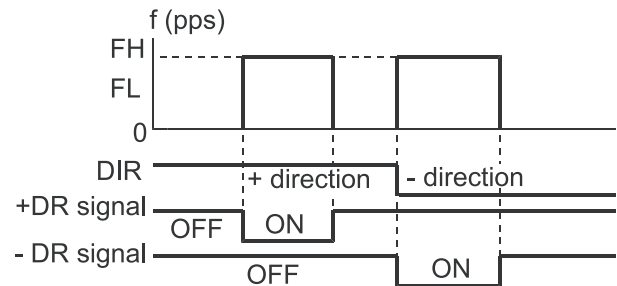 f (pps)
FH
FL
0
DIR
+ direction - direction
+DR signal
OFF ON
- DR signal
OFF ON